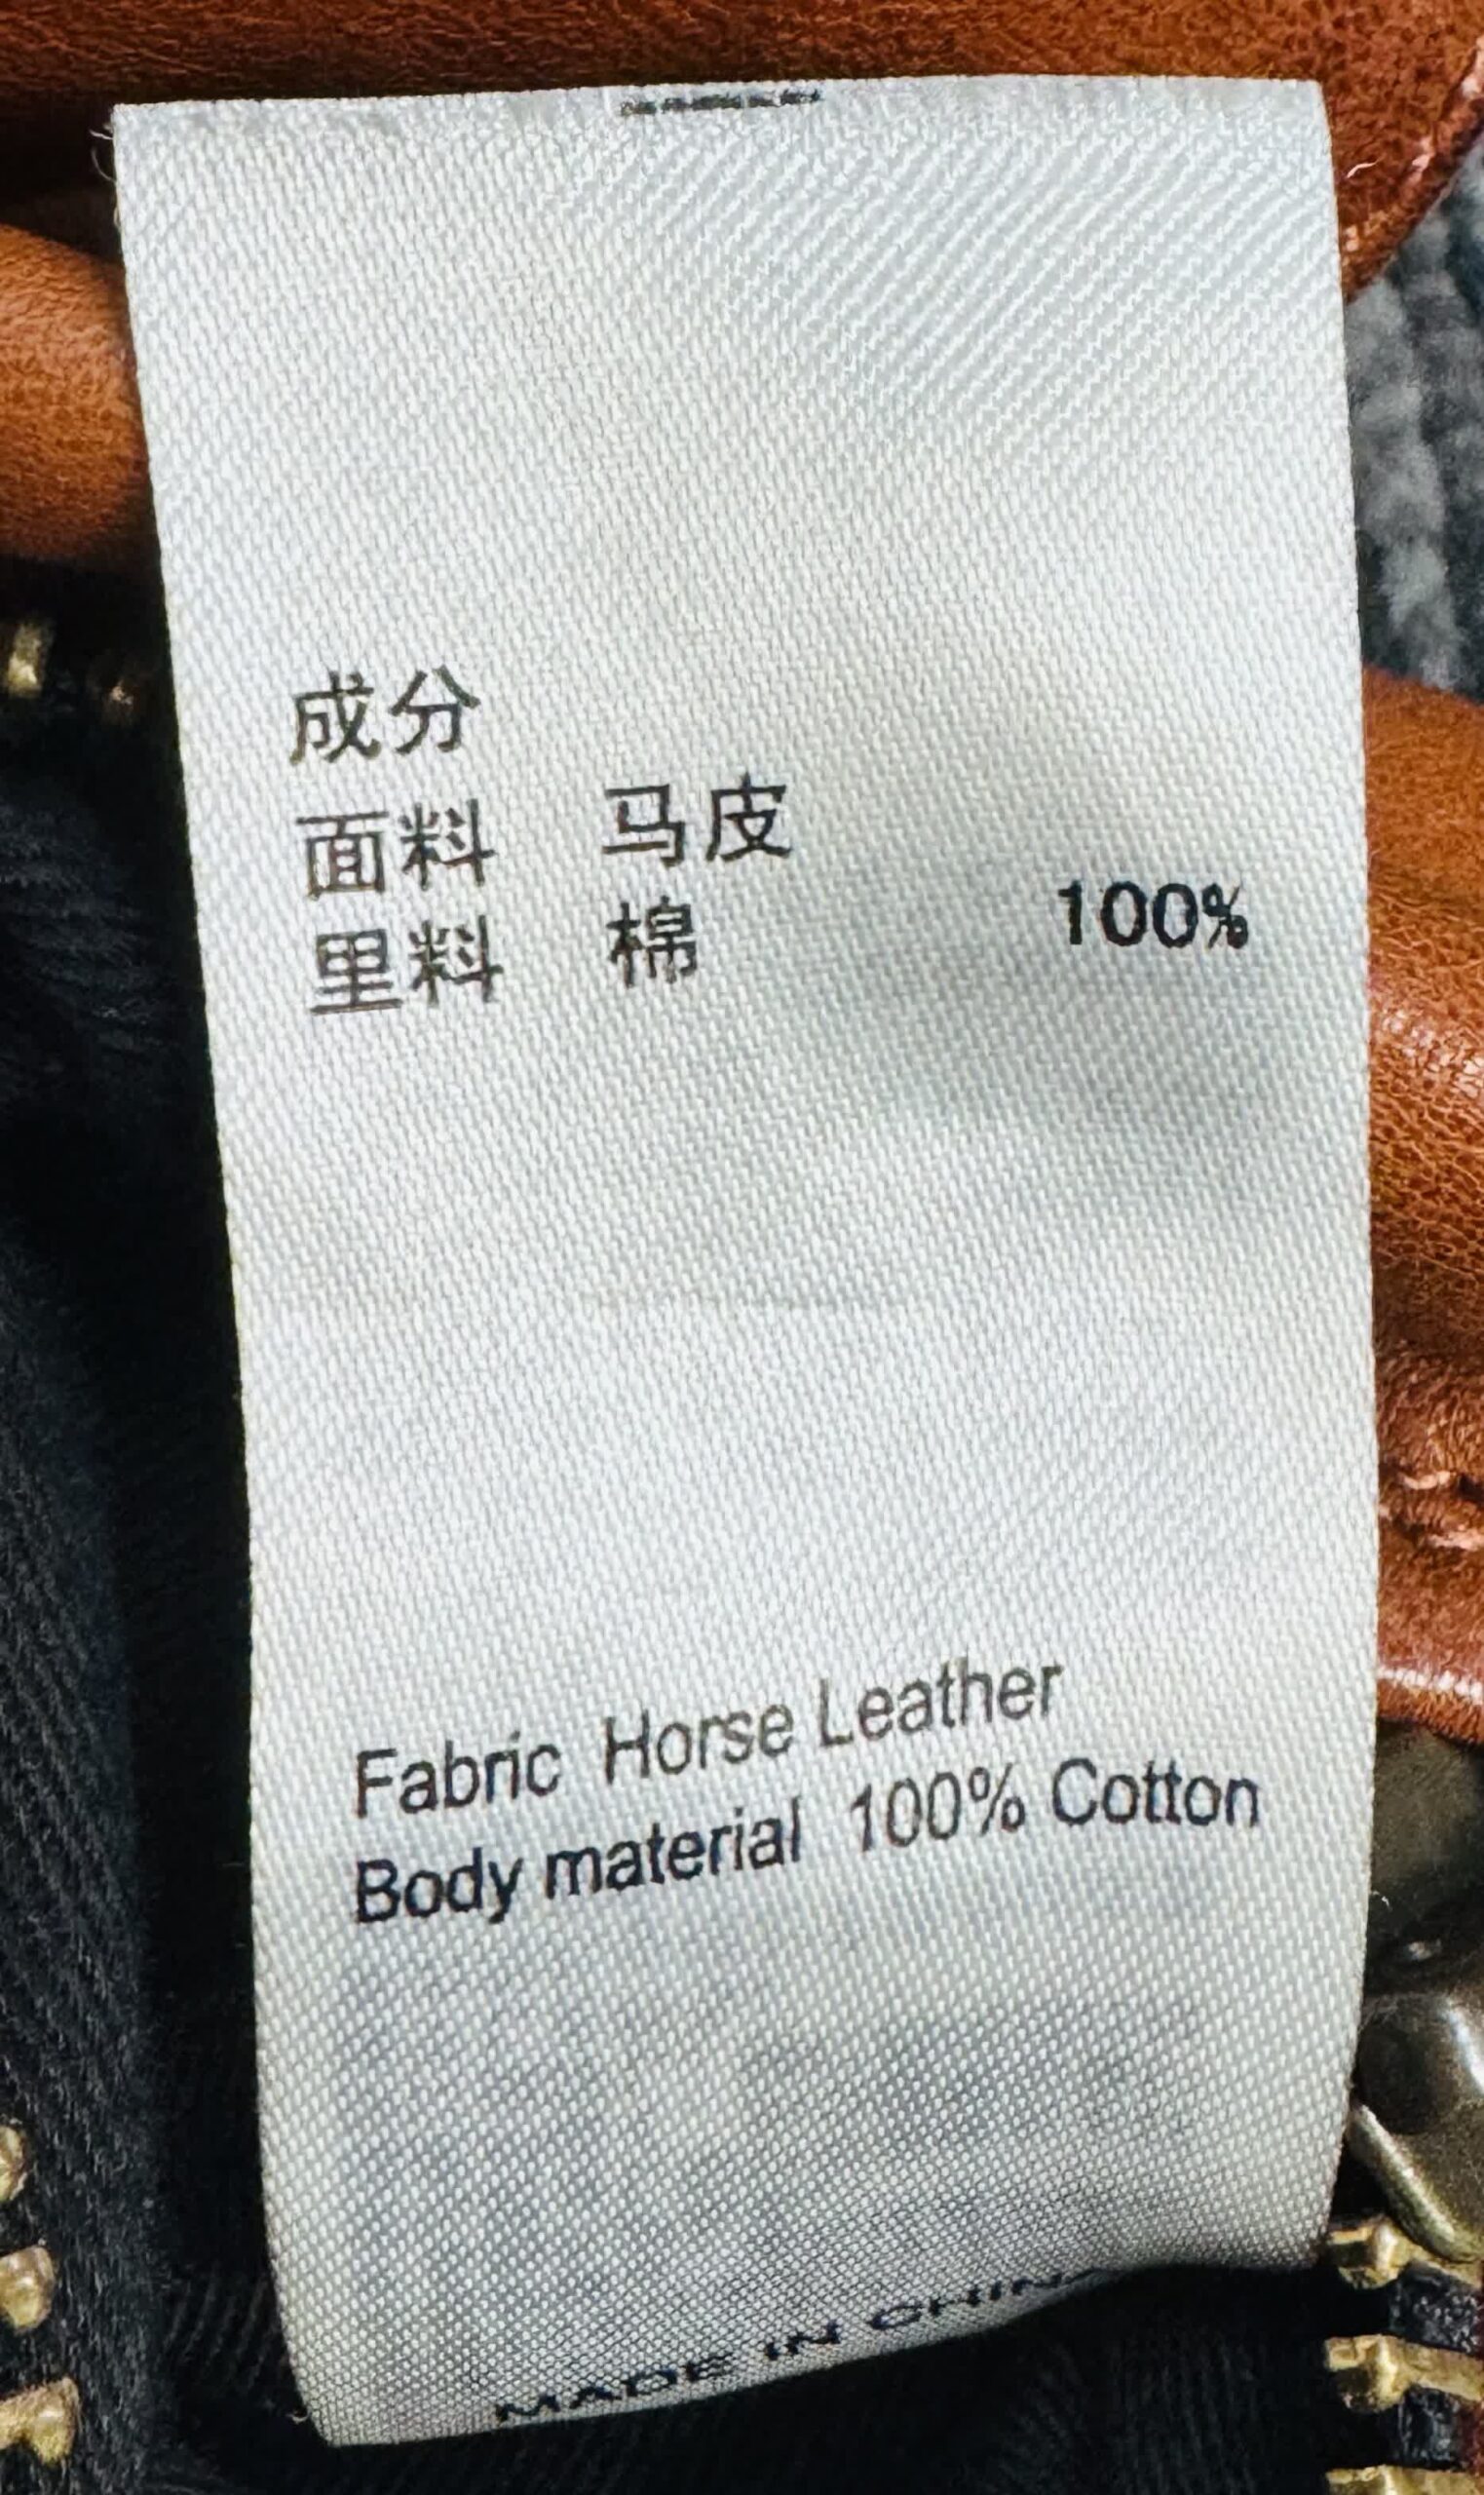 成分
面料 马皮
里料 棉 100%
Fabric Horse Leather
Body material 100% Cotton
MADE IN CHINA